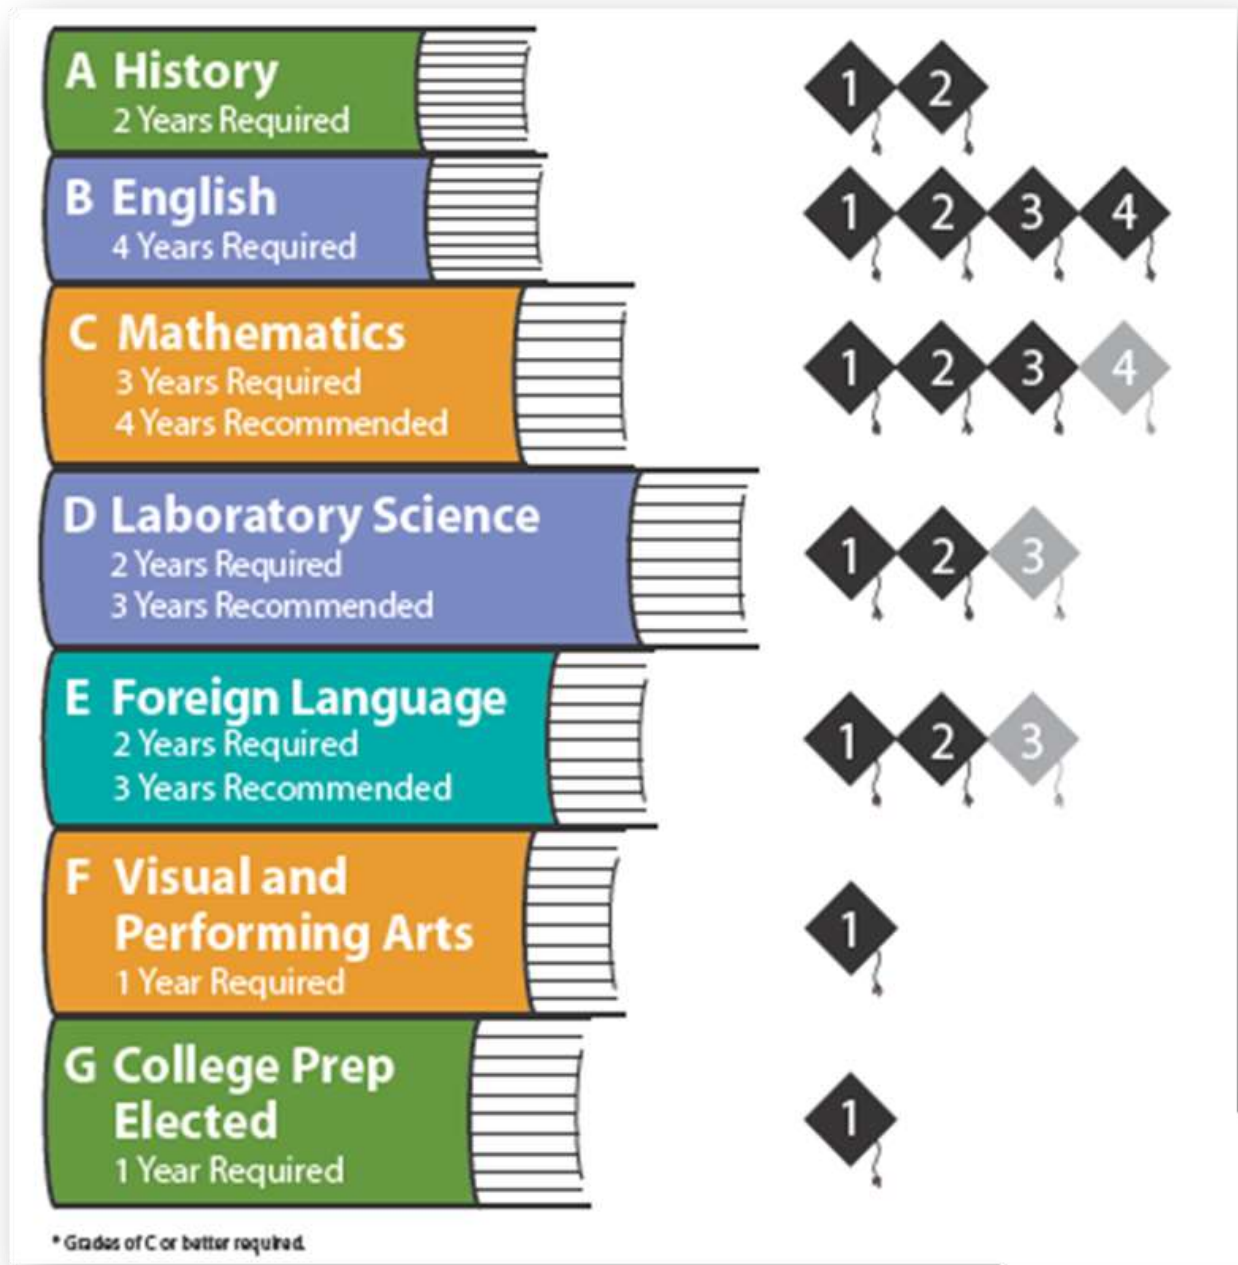 A History
2 Years Required
1 2
B English
4 Years Required
1 2 3 4
C Mathematics
3 Years Required
4 Years Recommended
1 2 3 4
D Laboratory Science
2 Years Required
3 Years Recommended
1 2 3
E Foreign Language
2 Years Required
3 Years Recommended
1 2 3
F Visual and
Performing Arts
1 Year Required
1
G College Prep
Elected
1 Year Required
1
* Grades of C or better required.